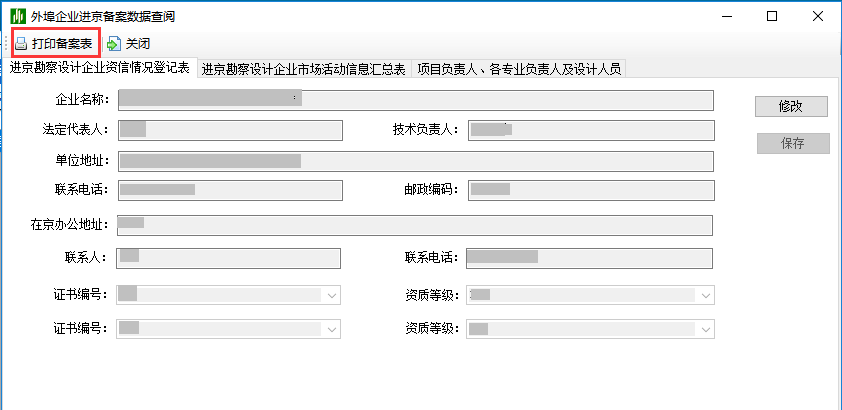 外埠企业进京备案数据查阅
打印备案表 关闭
进京勘察设计企业资信情况登记表 进京勘察设计企业市场活动信息汇总表 项目负责人、各专业负责人及设计人员
企业名称： 修改
法定代表人： 技术负责人：
保存
单位地址：
联系电话： 邮政编码：
在京办公地址：
联系人： 联系电话：
证书编号： 资质等级：
证书编号： 资质等级：